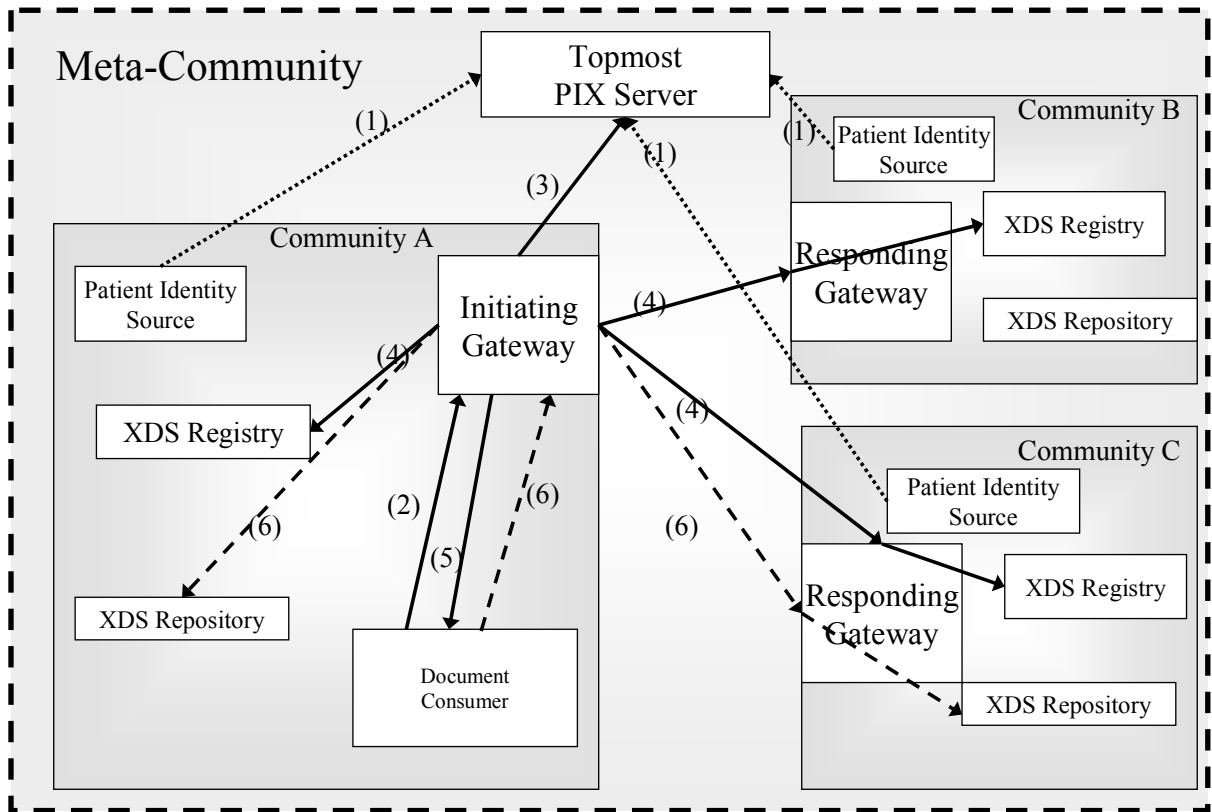 Meta-Community
Topmost
PIX Server
(1)
(1)
(1)
(3)
Community B
Patient Identity
Source
XDS Registry
Responding
Gateway
XDS Repository
Community A
Patient Identity
Source
Initiating
Gateway
(4)
(4)
XDS Registry
(4)
(2)
(6)
(6)
(5)
(6)
XDS Repository
Document
Consumer
Community C
Patient Identity
Source
XDS Registry
Responding
Gateway
XDS Repository